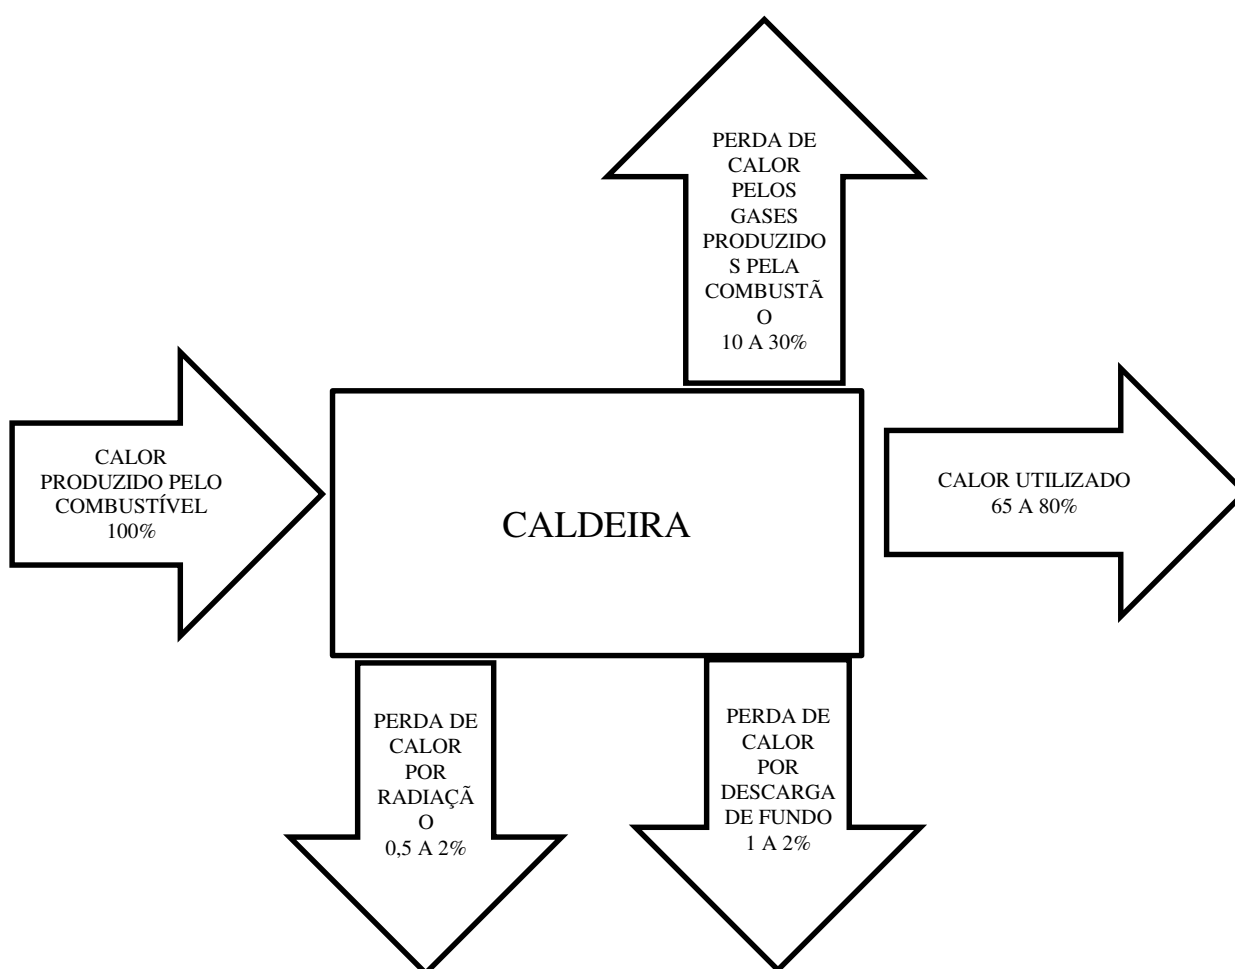 PERDA DE
CALOR
PELOS
GASES
PRODUZIDO
S PELA
COMBUSTÃ
O
10 A 30%
CALOR
PRODUZIDO PELO
COMBUSTÍVEL
100%
CALDEIRA
CALOR UTILIZADO
65 A 80%
PERDA DE
CALOR
POR
RADIAÇÃ
O
0,5 A 2%
PERDA DE
CALOR
POR
DESCARGA
DE FUNDO
1 A 2%